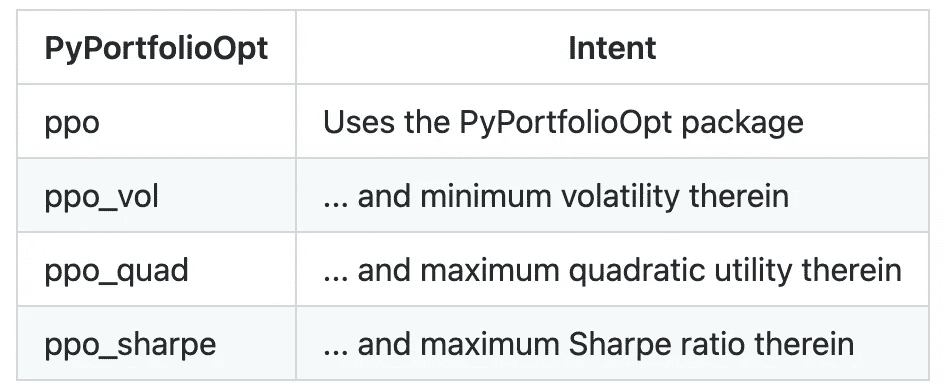 PyPortfolioOpt Intent
ppo Uses the PyPortfolioOpt package
ppo_vol ... and minimum volatility therein
ppo_quad ... and maximum quadratic utility therein
ppo_sharpe ... and maximum Sharpe ratio therein